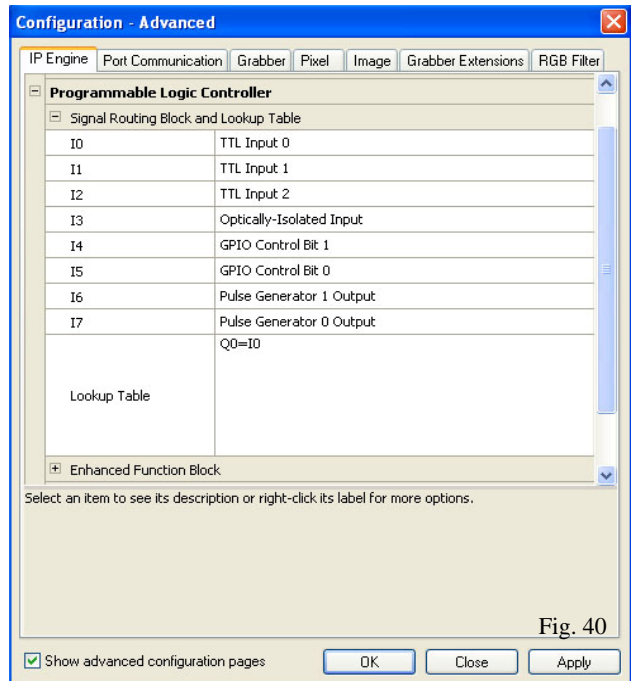 Configuration - Advanced
IP Engine Port Communication Grabber Pixel Image Grabber Extensions RGB Filter
Programmable Logic Controller
Signal Routing Block and Lookup Table
I0 TTL Input 0
I1 TTL Input 1
I2 TTL Input 2
I3 Optically-Isolated Input
I4 GPIO Control Bit 1
I5 GPIO Control Bit 0
I6 Pulse Generator 1 Output
I7 Pulse Generator 0 Output
Q0=I0
Lookup Table
Enhanced Function Block
Select an item to see its description or right-click its label for more options.
Fig. 40
Show advanced configuration pages OK Close Apply